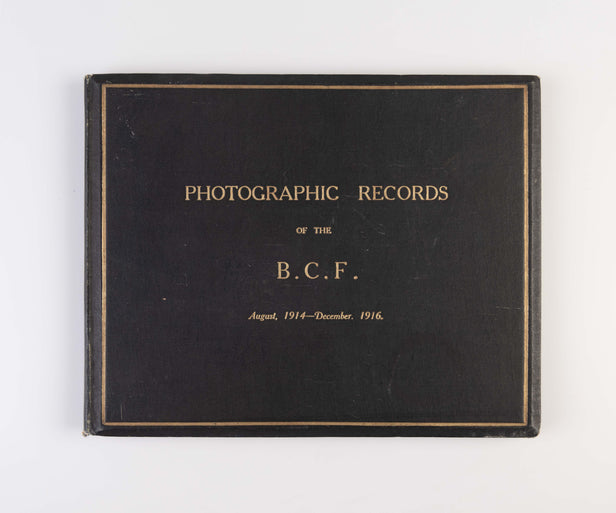 PHOTOGRAPHIC RECORDS
OF THE
B.C.F.
August, 1914—December. 1916.